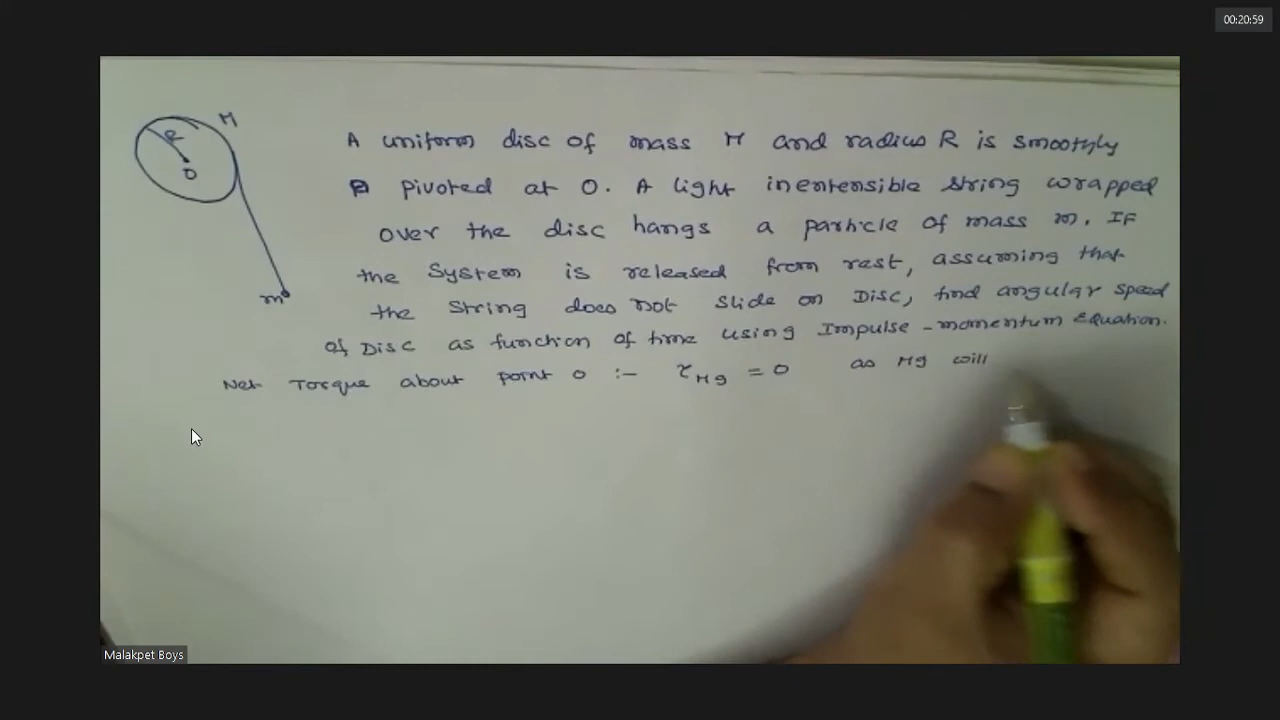 00:20:59
R
M
O
m
A uniform disc of mass M and radius R is smoothly
pivoted at O. A light inentensible string wrapped
over the disc hangs a particle of mass m. IF
the System is released from rest, assuming that
the string does not slide on Disc, find angular speed
of Disc as function of time using Impulse - momentum Equation.
Net Torque about point O :- τMg = 0 as Mg will
Malakpet Boys